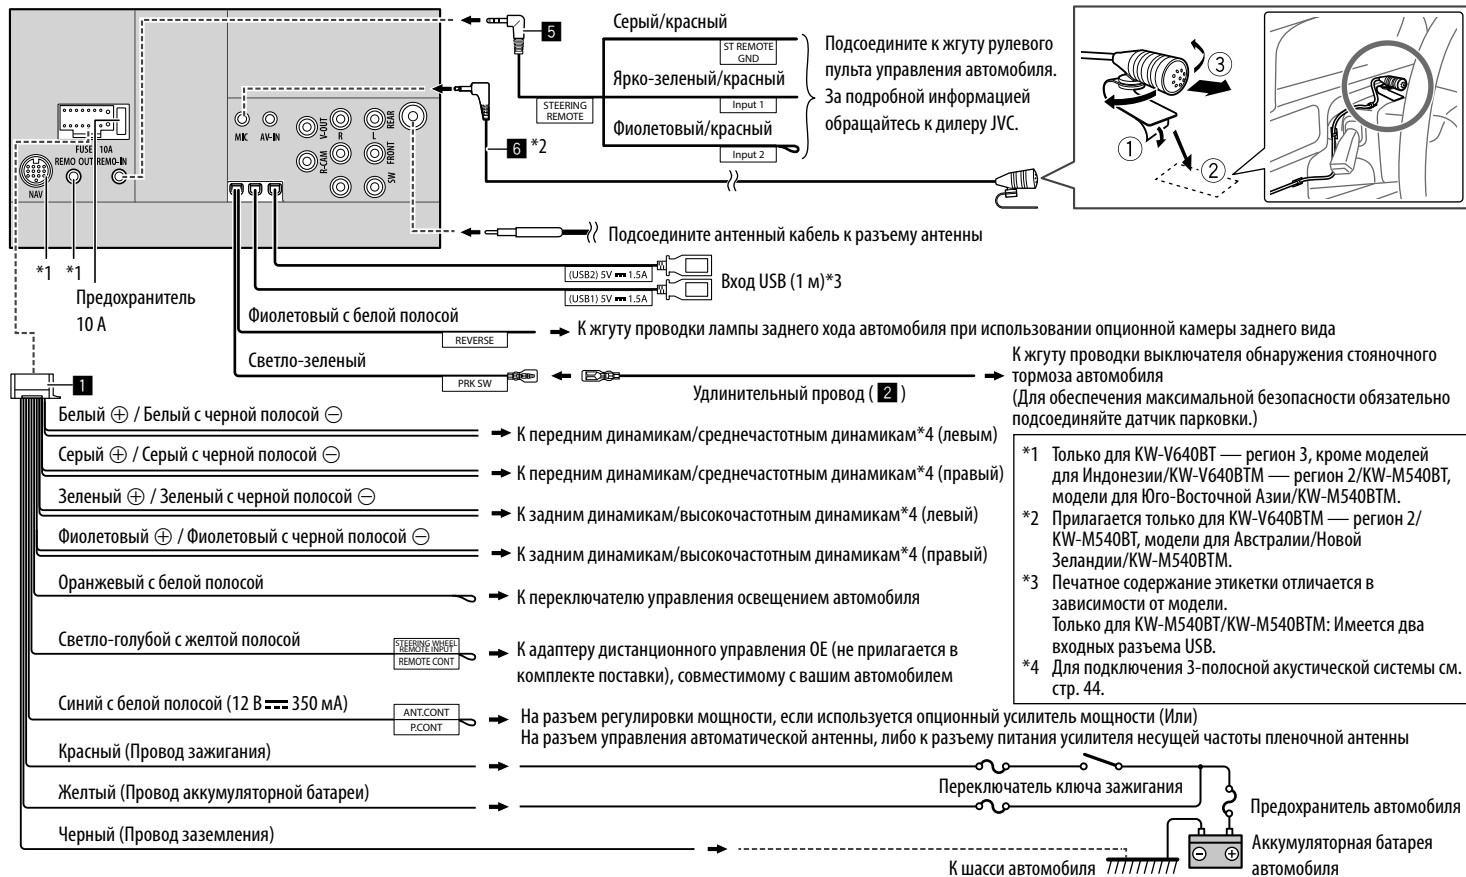 Серый/красный
ST REMOTE
GND
5
Ярко-зеленый/красный
STEERING
REMOTE
Input 1
Фиолетовый/красный
Input 2
6 *2
Подсоедините к жгуту рулевого
пульта управления автомобиля.
За подробной информацией
обращайтесь к дилеру JVC.
3
1
2
MIC
AV-IN
V-OUT
R-CAM
R
L
REAR
FRONT
SW
FUSE 10A
REMO OUT
REMO-IN
NAV
*1
*1
Предохранитель
10 A
Подсоедините антенный кабель к разъему антенны
(USB2) 5V 1.5A
(USB1) 5V 1.5A
Вход USB (1 м)*3
Фиолетовый с белой полосой
REVERSE
К жгуту проводки лампы заднего хода автомобиля при использовании опционной камеры заднего вида
Светло-зеленый
PRK SW
Удлинительный провод ( 2 )
К жгуту проводки выключателя обнаружения стояночного
тормоза автомобиля
(Для обеспечения максимальной безопасности обязательно
подсоединяйте датчик парковки.)
1
Белый ⊕ / Белый с черной полосой ⊖
К передним динамикам/среднечастотным динамикам*4 (левым)
Серый ⊕ / Серый с черной полосой ⊖
К передним динамикам/среднечастотным динамикам*4 (правый)
Зеленый ⊕ / Зеленый с черной полосой ⊖
К задним динамикам/высокочастотным динамикам*4 (левый)
Фиолетовый ⊕ / Фиолетовый с черной полосой ⊖
К задним динамикам/высокочастотным динамикам*4 (правый)
Оранжевый с белой полосой
К переключателю управления освещением автомобиля
Светло-голубой с желтой полосой
STEERING WHEEL
REMOTE INPUT
REMOTE CONT
К адаптеру дистанционного управления OE (не прилагается в
комплекте поставки), совместимому с вашим автомобилем
Синий с белой полосой (12 В 350 мА)
ANT.CONT
P.CONT
На разъем регулировки мощности, если используется опционный усилитель мощности (Или)
На разъем управления автоматической антенны, либо к разъему питания усилителя несущей частоты пленочной антенны
*1 Только для KW-V640BT — регион 3, кроме моделей
для Индонезии/KW-V640BTM — регион 2/KW-M540BT,
модели для Юго-Восточной Азии/KW-M540BTM.
*2 Прилагается только для KW-V640BTM — регион 2/
KW-M540BT, модели для Австралии/Новой
Зеландии/KW-M540BTM.
*3 Печатное содержание этикетки отличается в
зависимости от модели.
Только для KW-M540BT/KW-M540BTM: Имеется два
входных разъема USB.
*4 Для подключения 3-полосной акустической системы см.
стр. 44.
Красный (Провод зажигания)
Переключатель ключа зажигания
Желтый (Провод аккумуляторной батареи)
Предохранитель автомобиля
Черный (Провод заземления)
К шасси автомобиля
⊖ ⊕
Аккумуляторная батарея
автомобиля